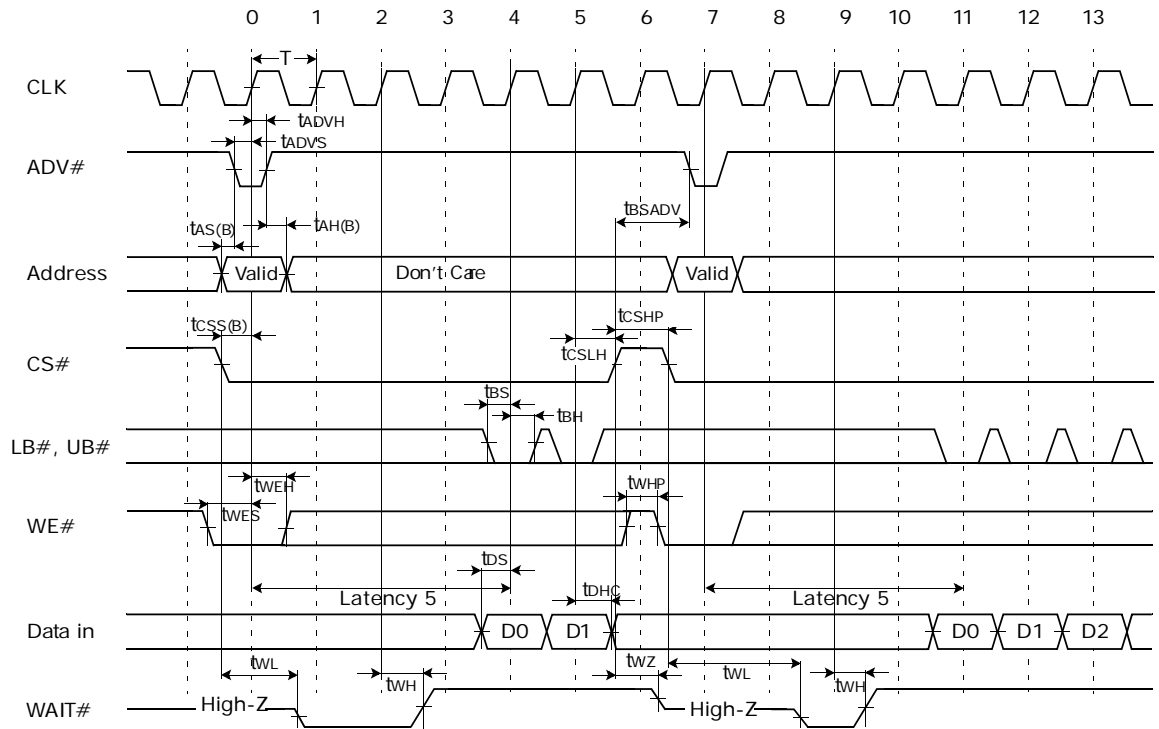 0 1 2 3 4 5 6 7 8 9 10 11 12 13
T
CLK
tADVH
tADVS
ADV#
tBSADV
tAS(B)
tAH(B)
Address
Valid
Don't Care
Valid
tCSHP
tCSS(B)
tCSLH
CS#
tBS
tBH
LB#, UB#
tWEH
tWHP
tWES
WE#
tDS
tDHC
Latency 5
Latency 5
Data in
D0
D1
D0
D1
D2
tWL
tWH
tWZ
tWL
tWH
WAIT#
High-Z
High-Z